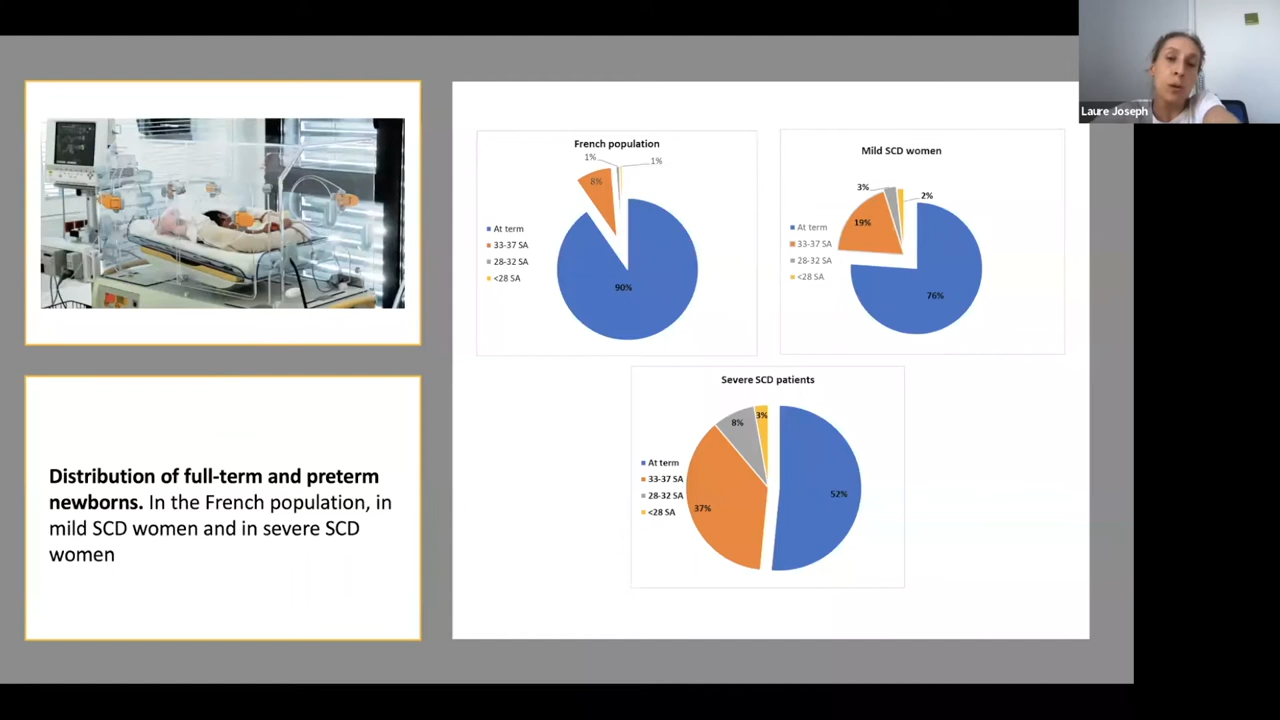 Laure Joseph
French population
1%
1%
8%
90%
At term
33-37 SA
28-32 SA
<28 SA
Mild SCD women
3%
2%
19%
76%
At term
33-37 SA
28-32 SA
<28 SA
Severe SCD patients
3%
8%
52%
37%
At term
33-37 SA
28-32 SA
<28 SA
Distribution of full-term and preterm
newborns. In the French population, in
mild SCD women and in severe SCD
women